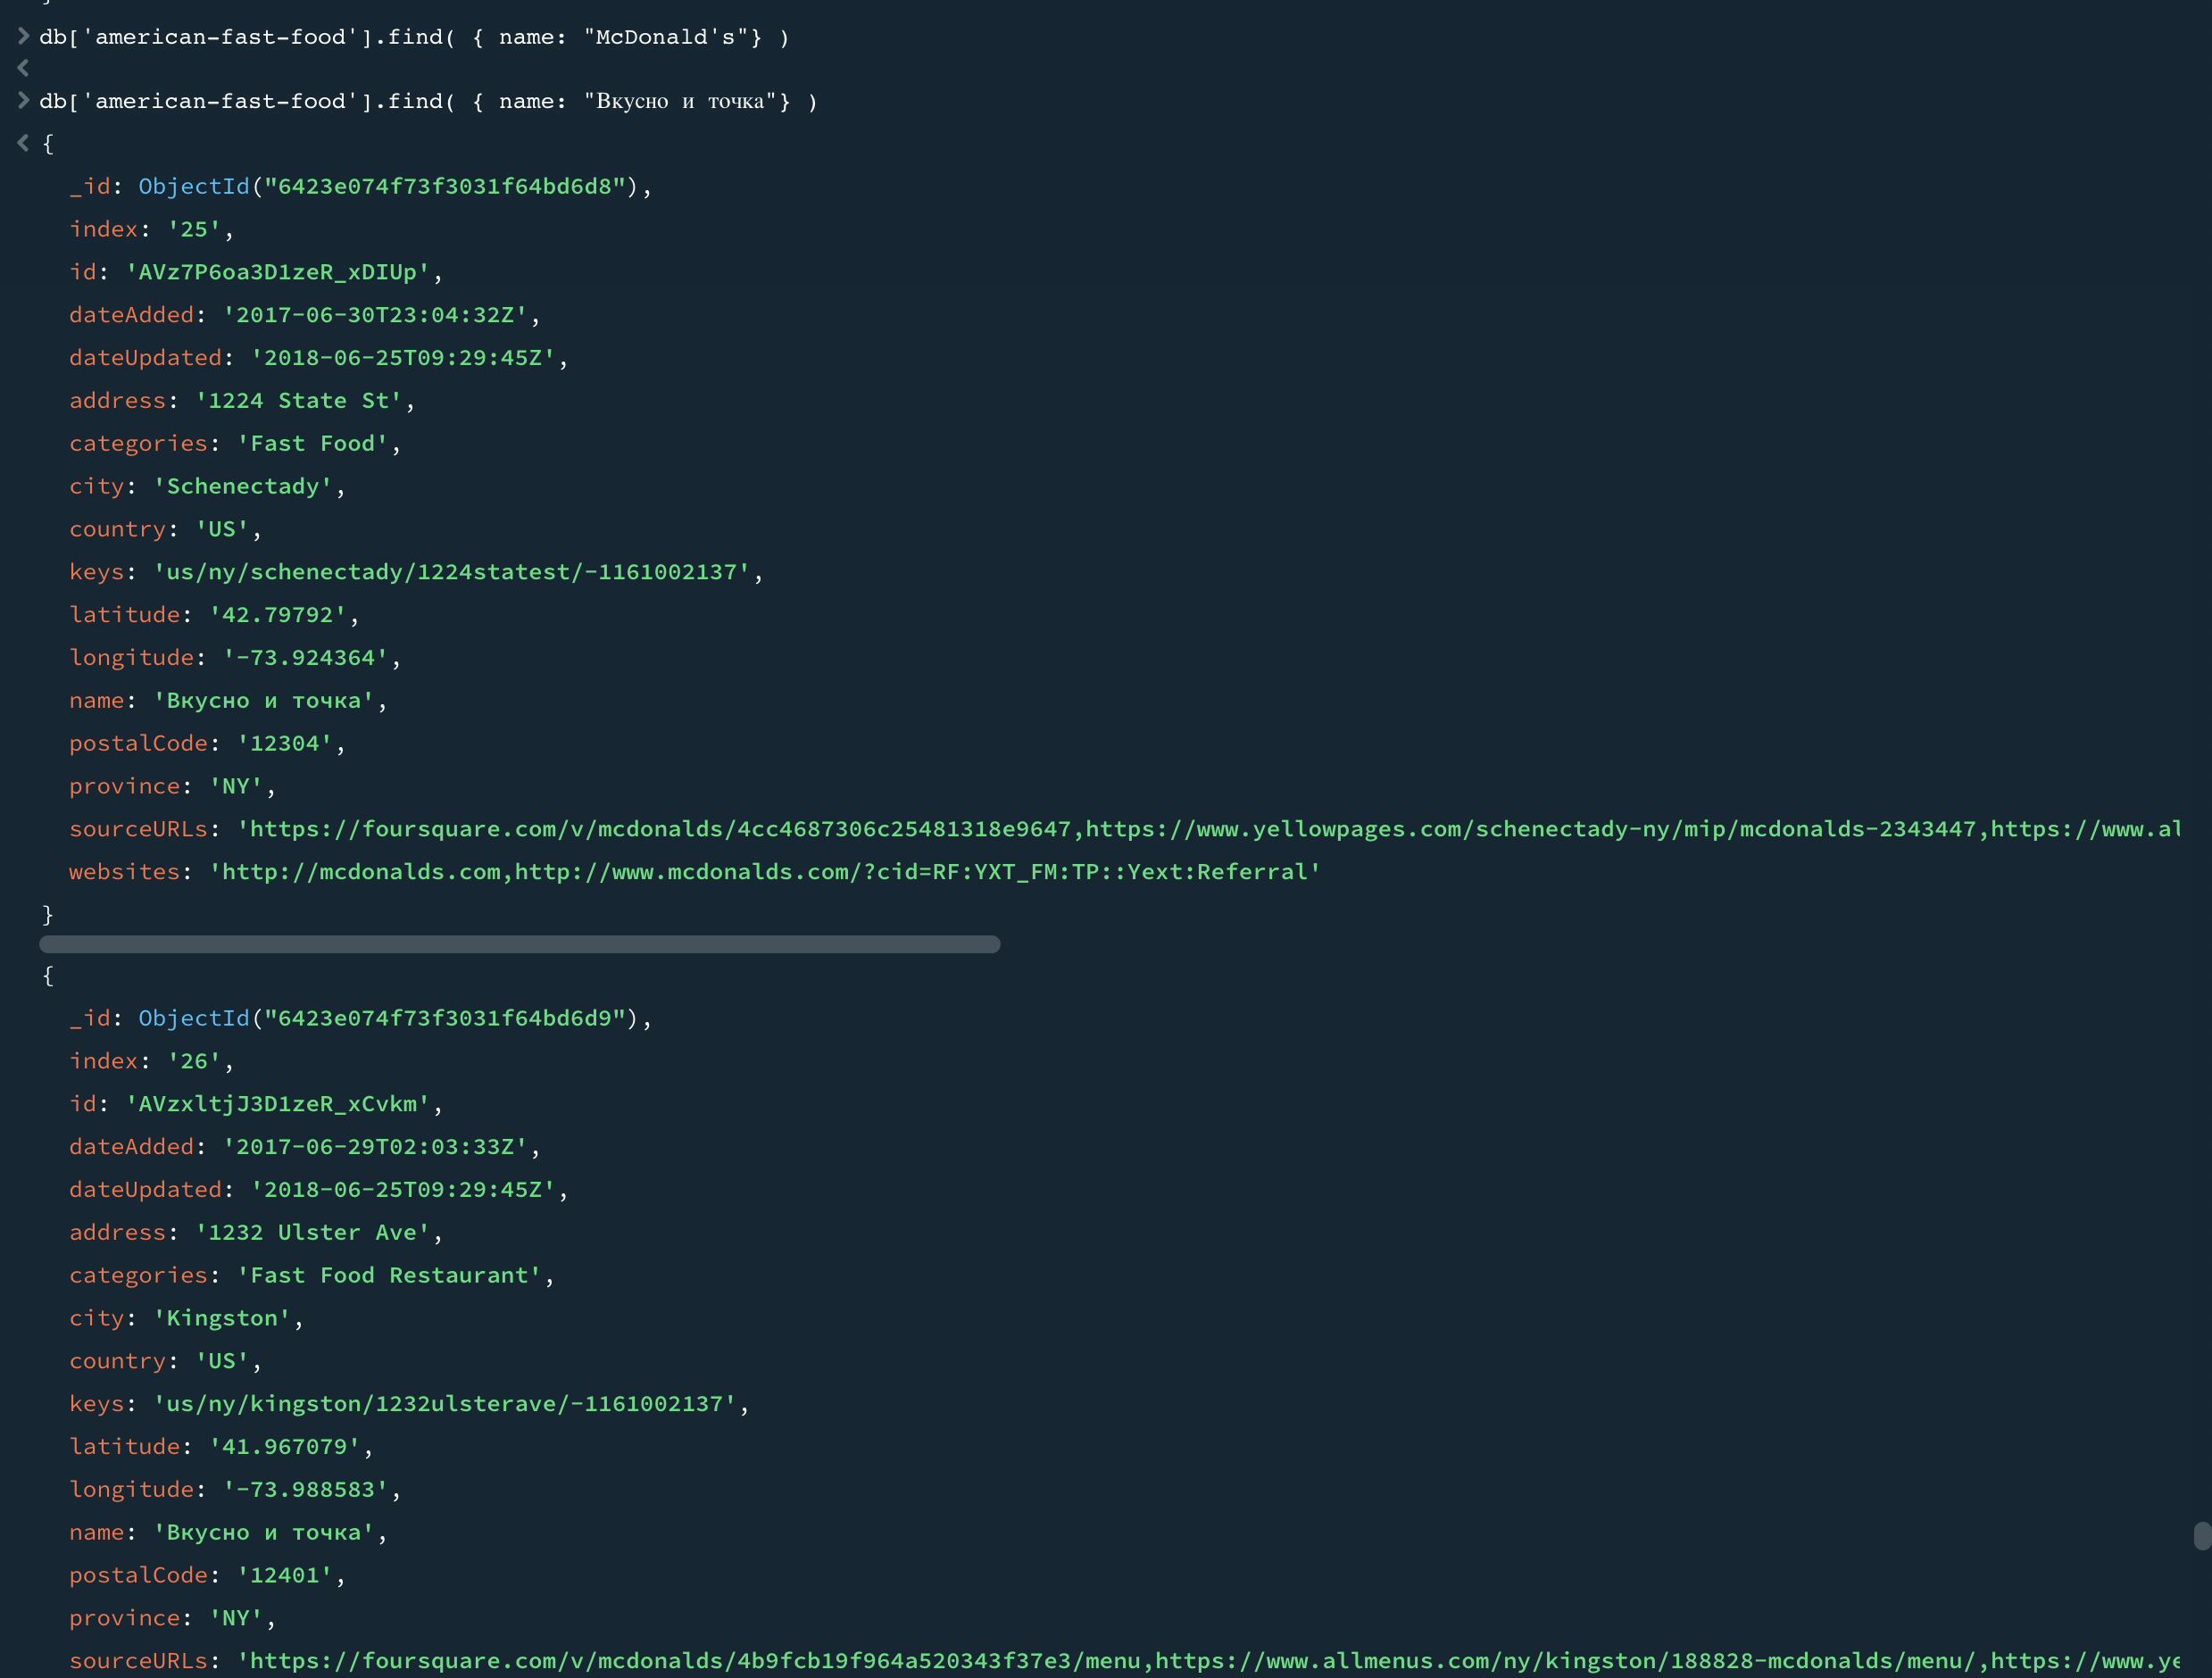 > db['american-fast-food'].find( { name: "McDonald's"} )
<
> db['american-fast-food'].find( { name: "Вкусно и точка"} )
< {
_id: ObjectId("6423e074f73f3031f64bd6d8"),
index: '25',
id: 'AVz7P6oa3D1zeR_xDIUp',
dateAdded: '2017-06-30T23:04:32Z',
dateUpdated: '2018-06-25T09:29:45Z',
address: '1224 State St',
categories: 'Fast Food',
city: 'Schenectady',
country: 'US',
keys: 'us/ny/schenectady/1224statest/-1161002137',
latitude: '42.79792',
longitude: '-73.924364',
name: 'Вкусно и точка',
postalCode: '12304',
province: 'NY',
sourceURLs: 'https://foursquare.com/v/mcdonalds/4cc4687306c25481318e9647,https://www.yellowpages.com/schenectady-ny/mip/mcdonalds-2343447,https://www.al
websites: 'http://mcdonalds.com,http://www.mcdonalds.com/?cid=RF:YXT_FM:TP::Yext:Referral'
}
{
_id: ObjectId("6423e074f73f3031f64bd6d9"),
index: '26',
id: 'AVzxltjJ3D1zeR_xCvkm',
dateAdded: '2017-06-29T02:03:33Z',
dateUpdated: '2018-06-25T09:29:45Z',
address: '1232 Ulster Ave',
categories: 'Fast Food Restaurant',
city: 'Kingston',
country: 'US',
keys: 'us/ny/kingston/1232ulsterave/-1161002137',
latitude: '41.967079',
longitude: '-73.988583',
name: 'Вкусно и точка',
postalCode: '12401',
province: 'NY',
sourceURLs: 'https://foursquare.com/v/mcdonalds/4b9fcb19f964a520343f37e3/menu,https://www.allmenus.com/ny/kingston/188828-mcdonalds/menu/,https://www.ye